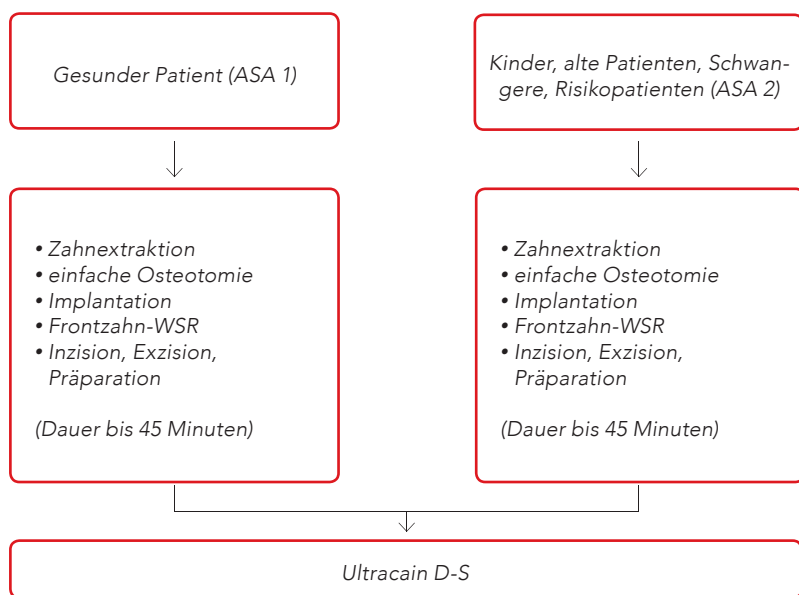 Gesunder Patient (ASA 1)
Kinder, alte Patienten, Schwan-
gere, Risikopatienten (ASA 2)
• Zahnextraktion
• einfache Osteotomie
• Implantation
• Frontzahn-WSR
• Inzision, Exzision,
Präparation
(Dauer bis 45 Minuten)
• Zahnextraktion
• einfache Osteotomie
• Implantation
• Frontzahn-WSR
• Inzision, Exzision,
Präparation
(Dauer bis 45 Minuten)
Ultracain D-S